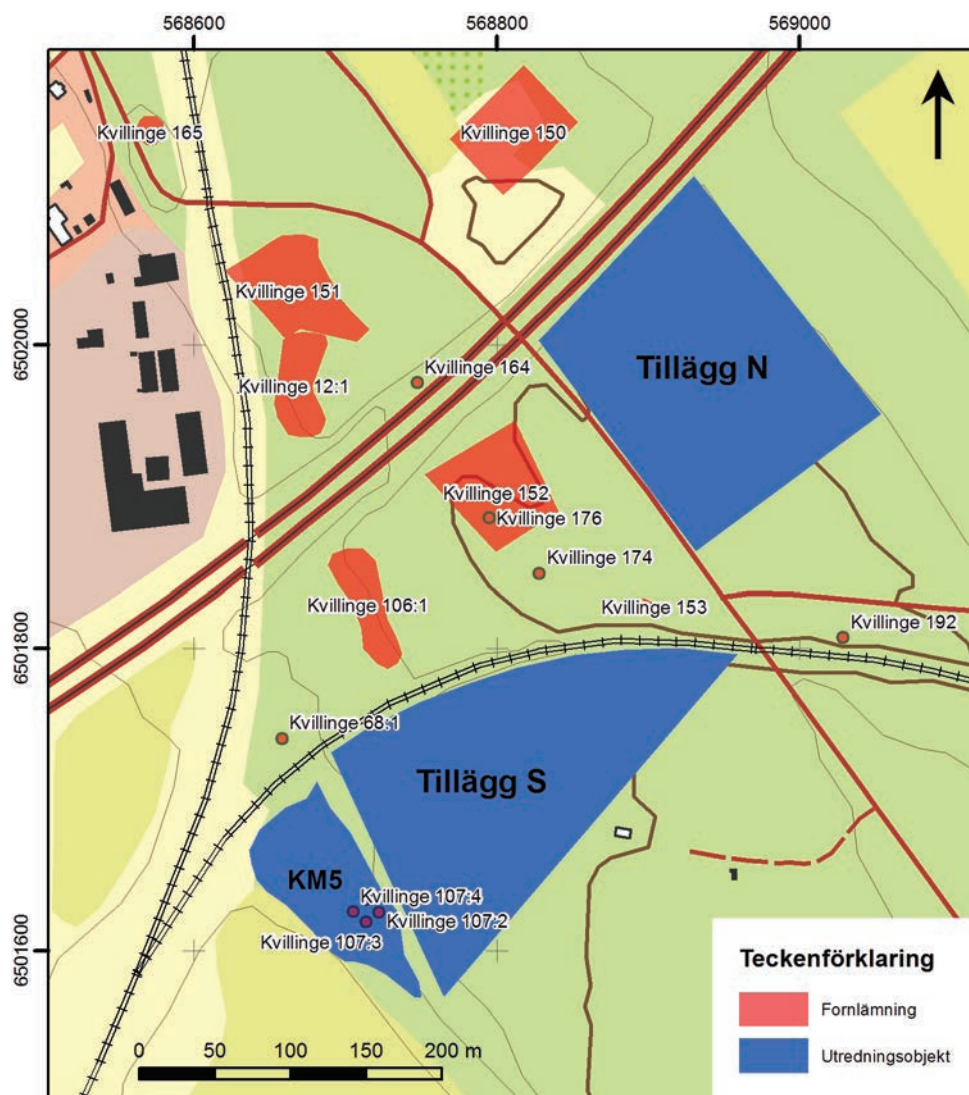 568600
568800
569000
Kvillinge 165
Kvillinge 150
Kvillinge 151
6502000
Kvillinge 164
Tillägg N
Kvillinge 12:1
Kvillinge 152
Kvillinge 176
Kvillinge 174
Kvillinge 106:1
Kvillinge 153
Kvillinge 192
6501800
Kvillinge 68:1
Tillägg S
KM5
Kvillinge 107:4
Kvillinge 107:2
Kvillinge 107:3
6501600
Teckenförklaring
Fornlämning
Utredningsobjekt
0 50 100 150 200 m